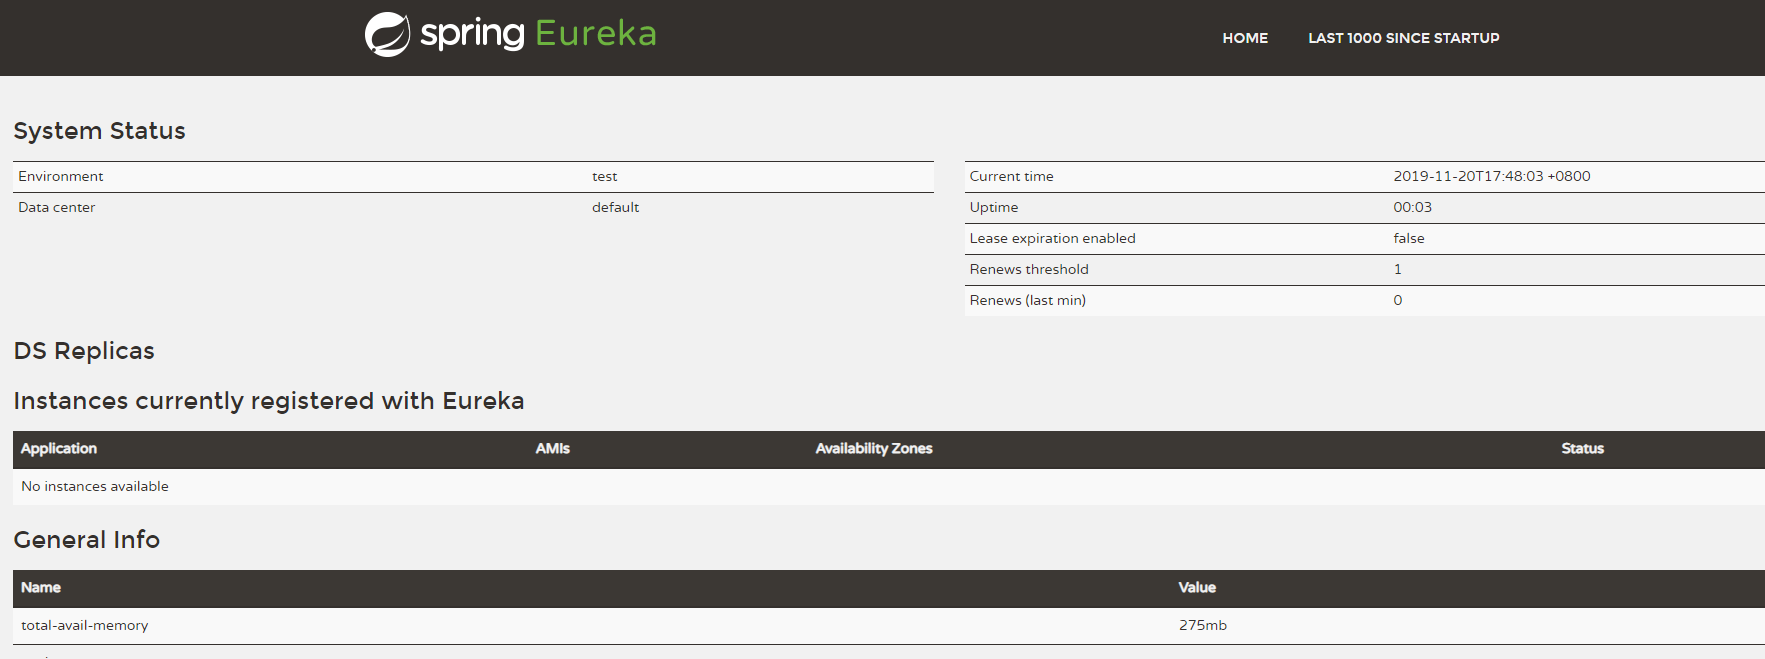 spring Eureka
HOME LAST 1000 SINCE STARTUP
System Status
Environment test
Data center default
Current time 2019-11-20T17:48:03 +0800
Uptime 00:03
Lease expiration enabled false
Renews threshold 1
Renews (last min) 0
DS Replicas
Instances currently registered with Eureka
Application AMIs Availability Zones Status
No instances available
General Info
Name Value
total-avail-memory 275mb